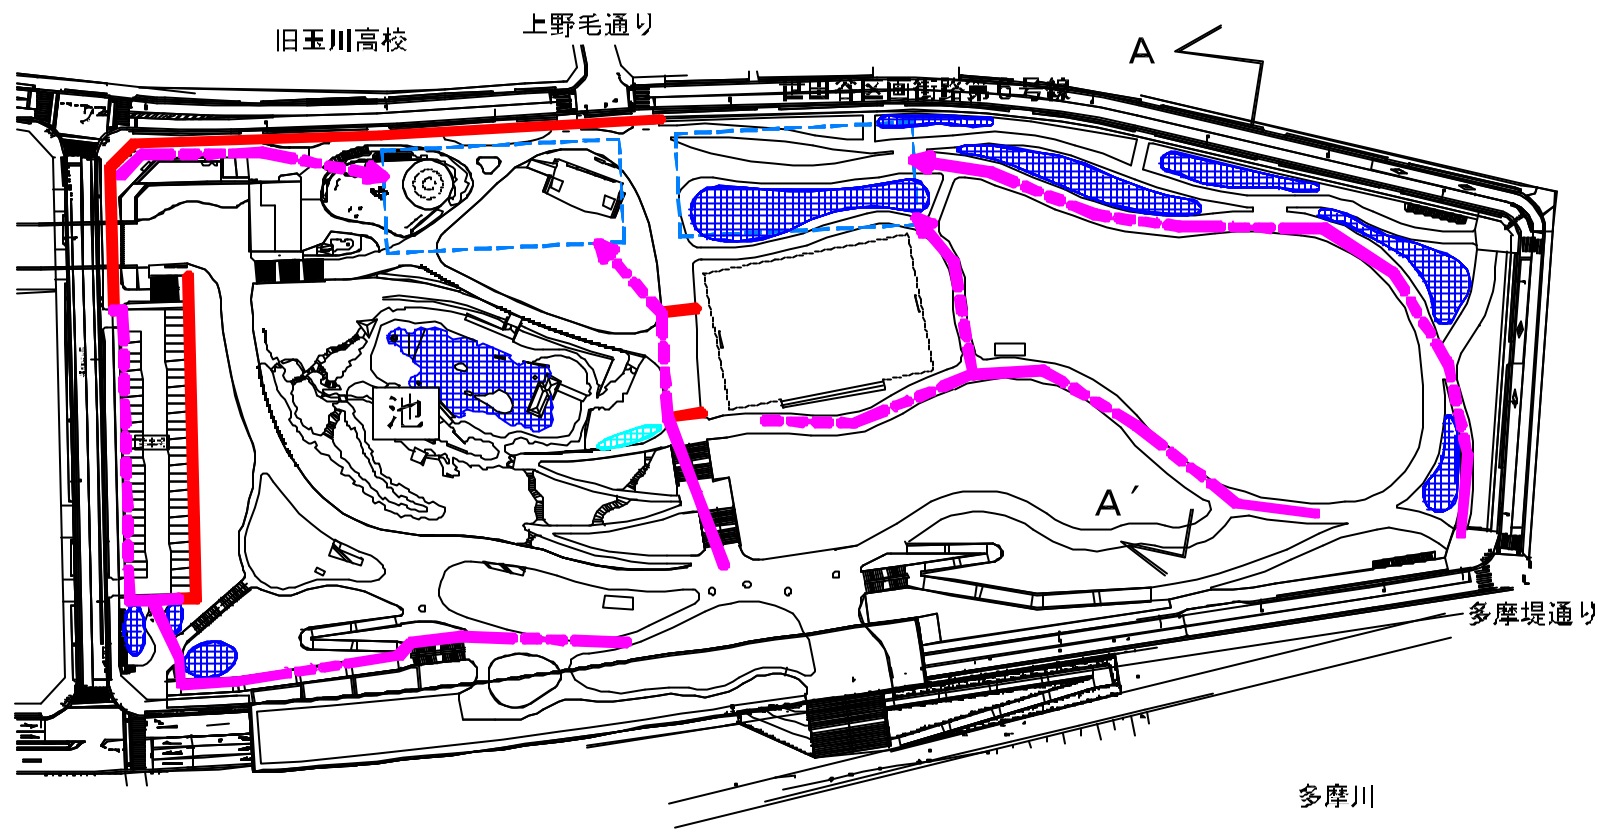 上野毛通り
旧玉川高校
A
世田谷区画街路第6号線
池
A′
多摩堤通り
多摩川